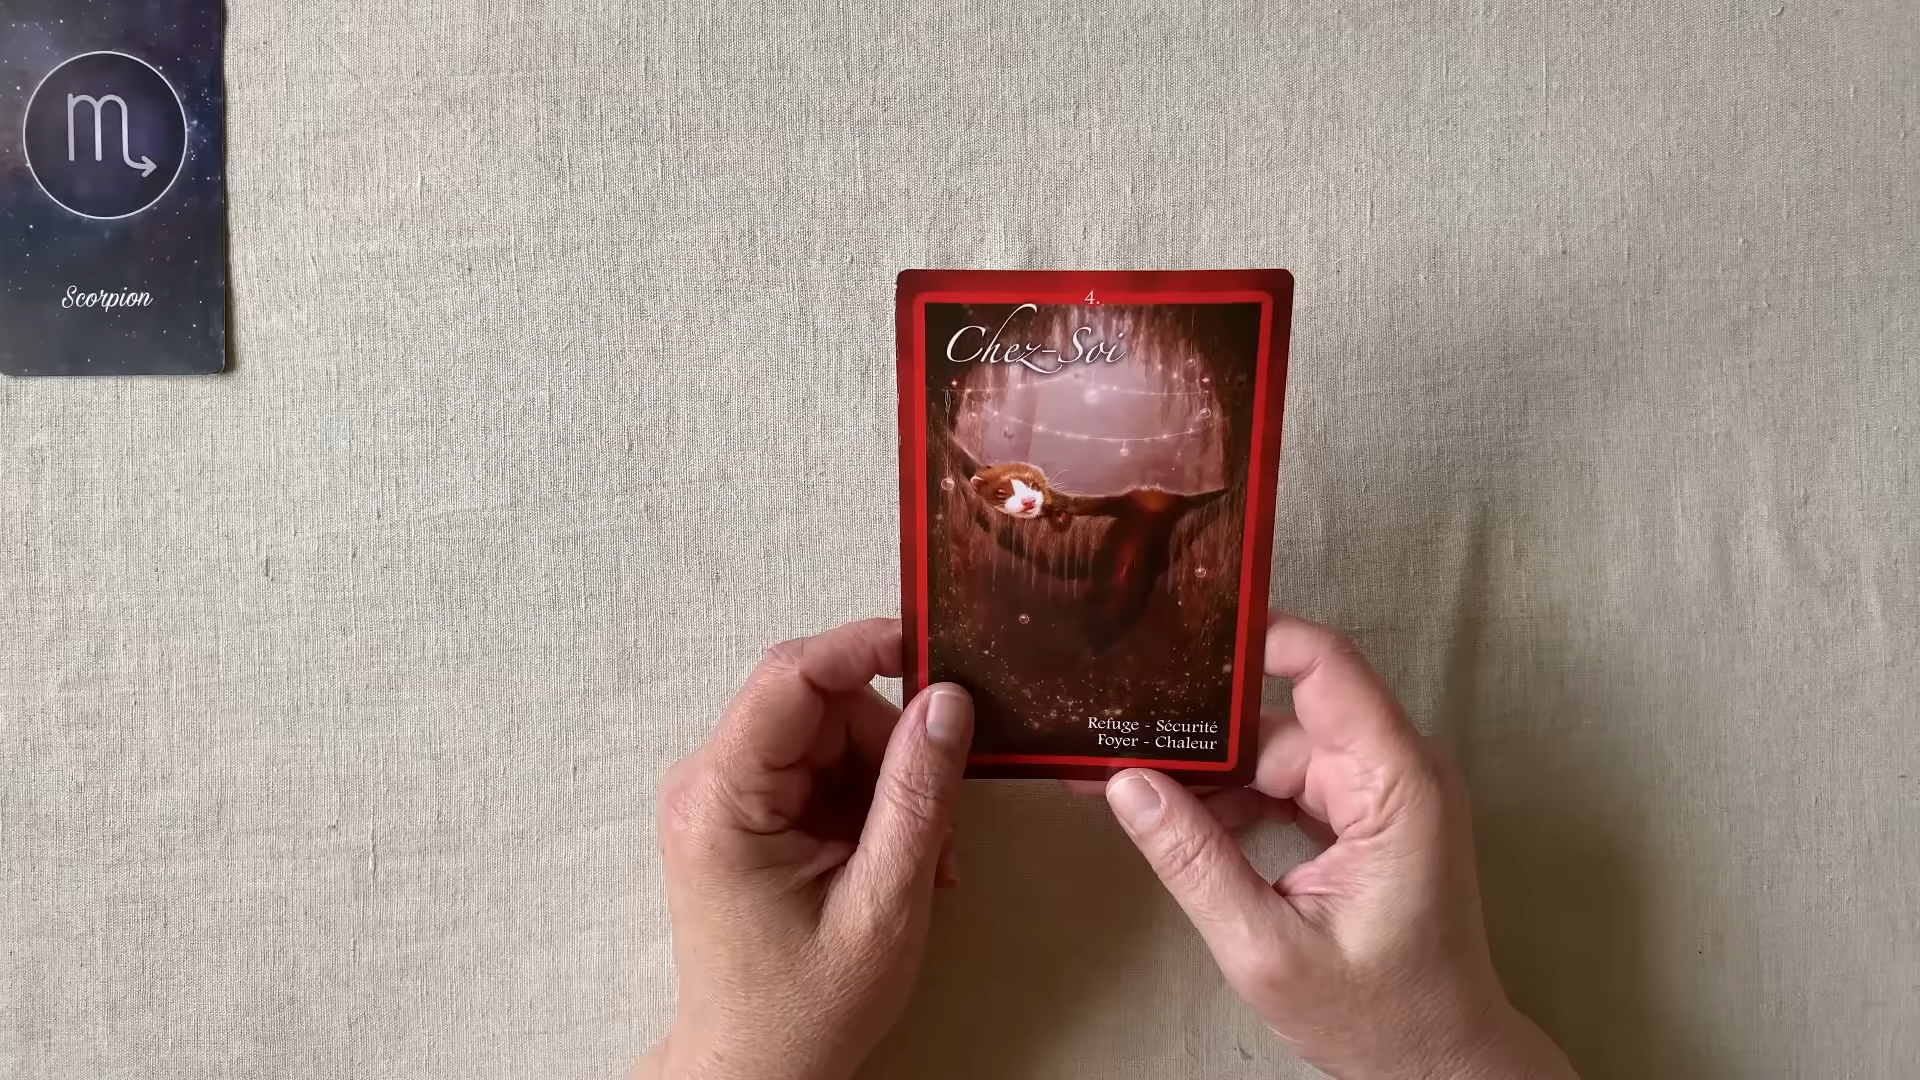 Scorpion
4.
Chez-Soi
Refuge - Sécurité
Foyer - Chaleur